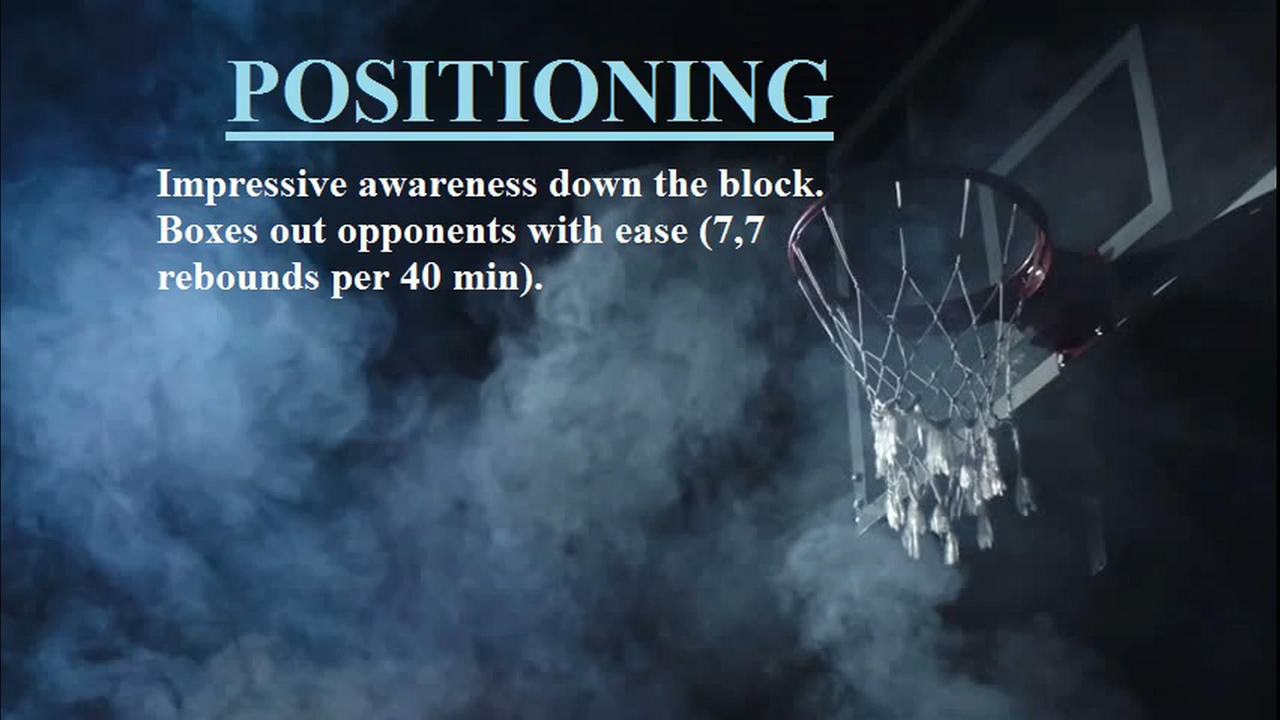 POSITIONING
Impressive awareness down the block.
Boxes out opponents with ease (7,7
rebounds per 40 min).